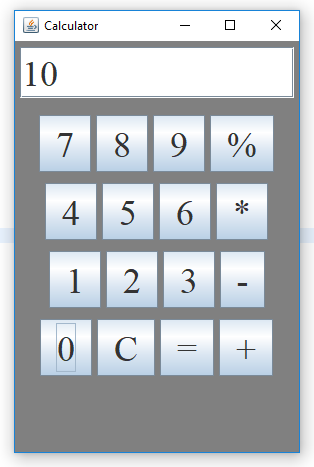 Calculator
10
7 8 9 %
4 5 6 *
1 2 3 -
0 C = +